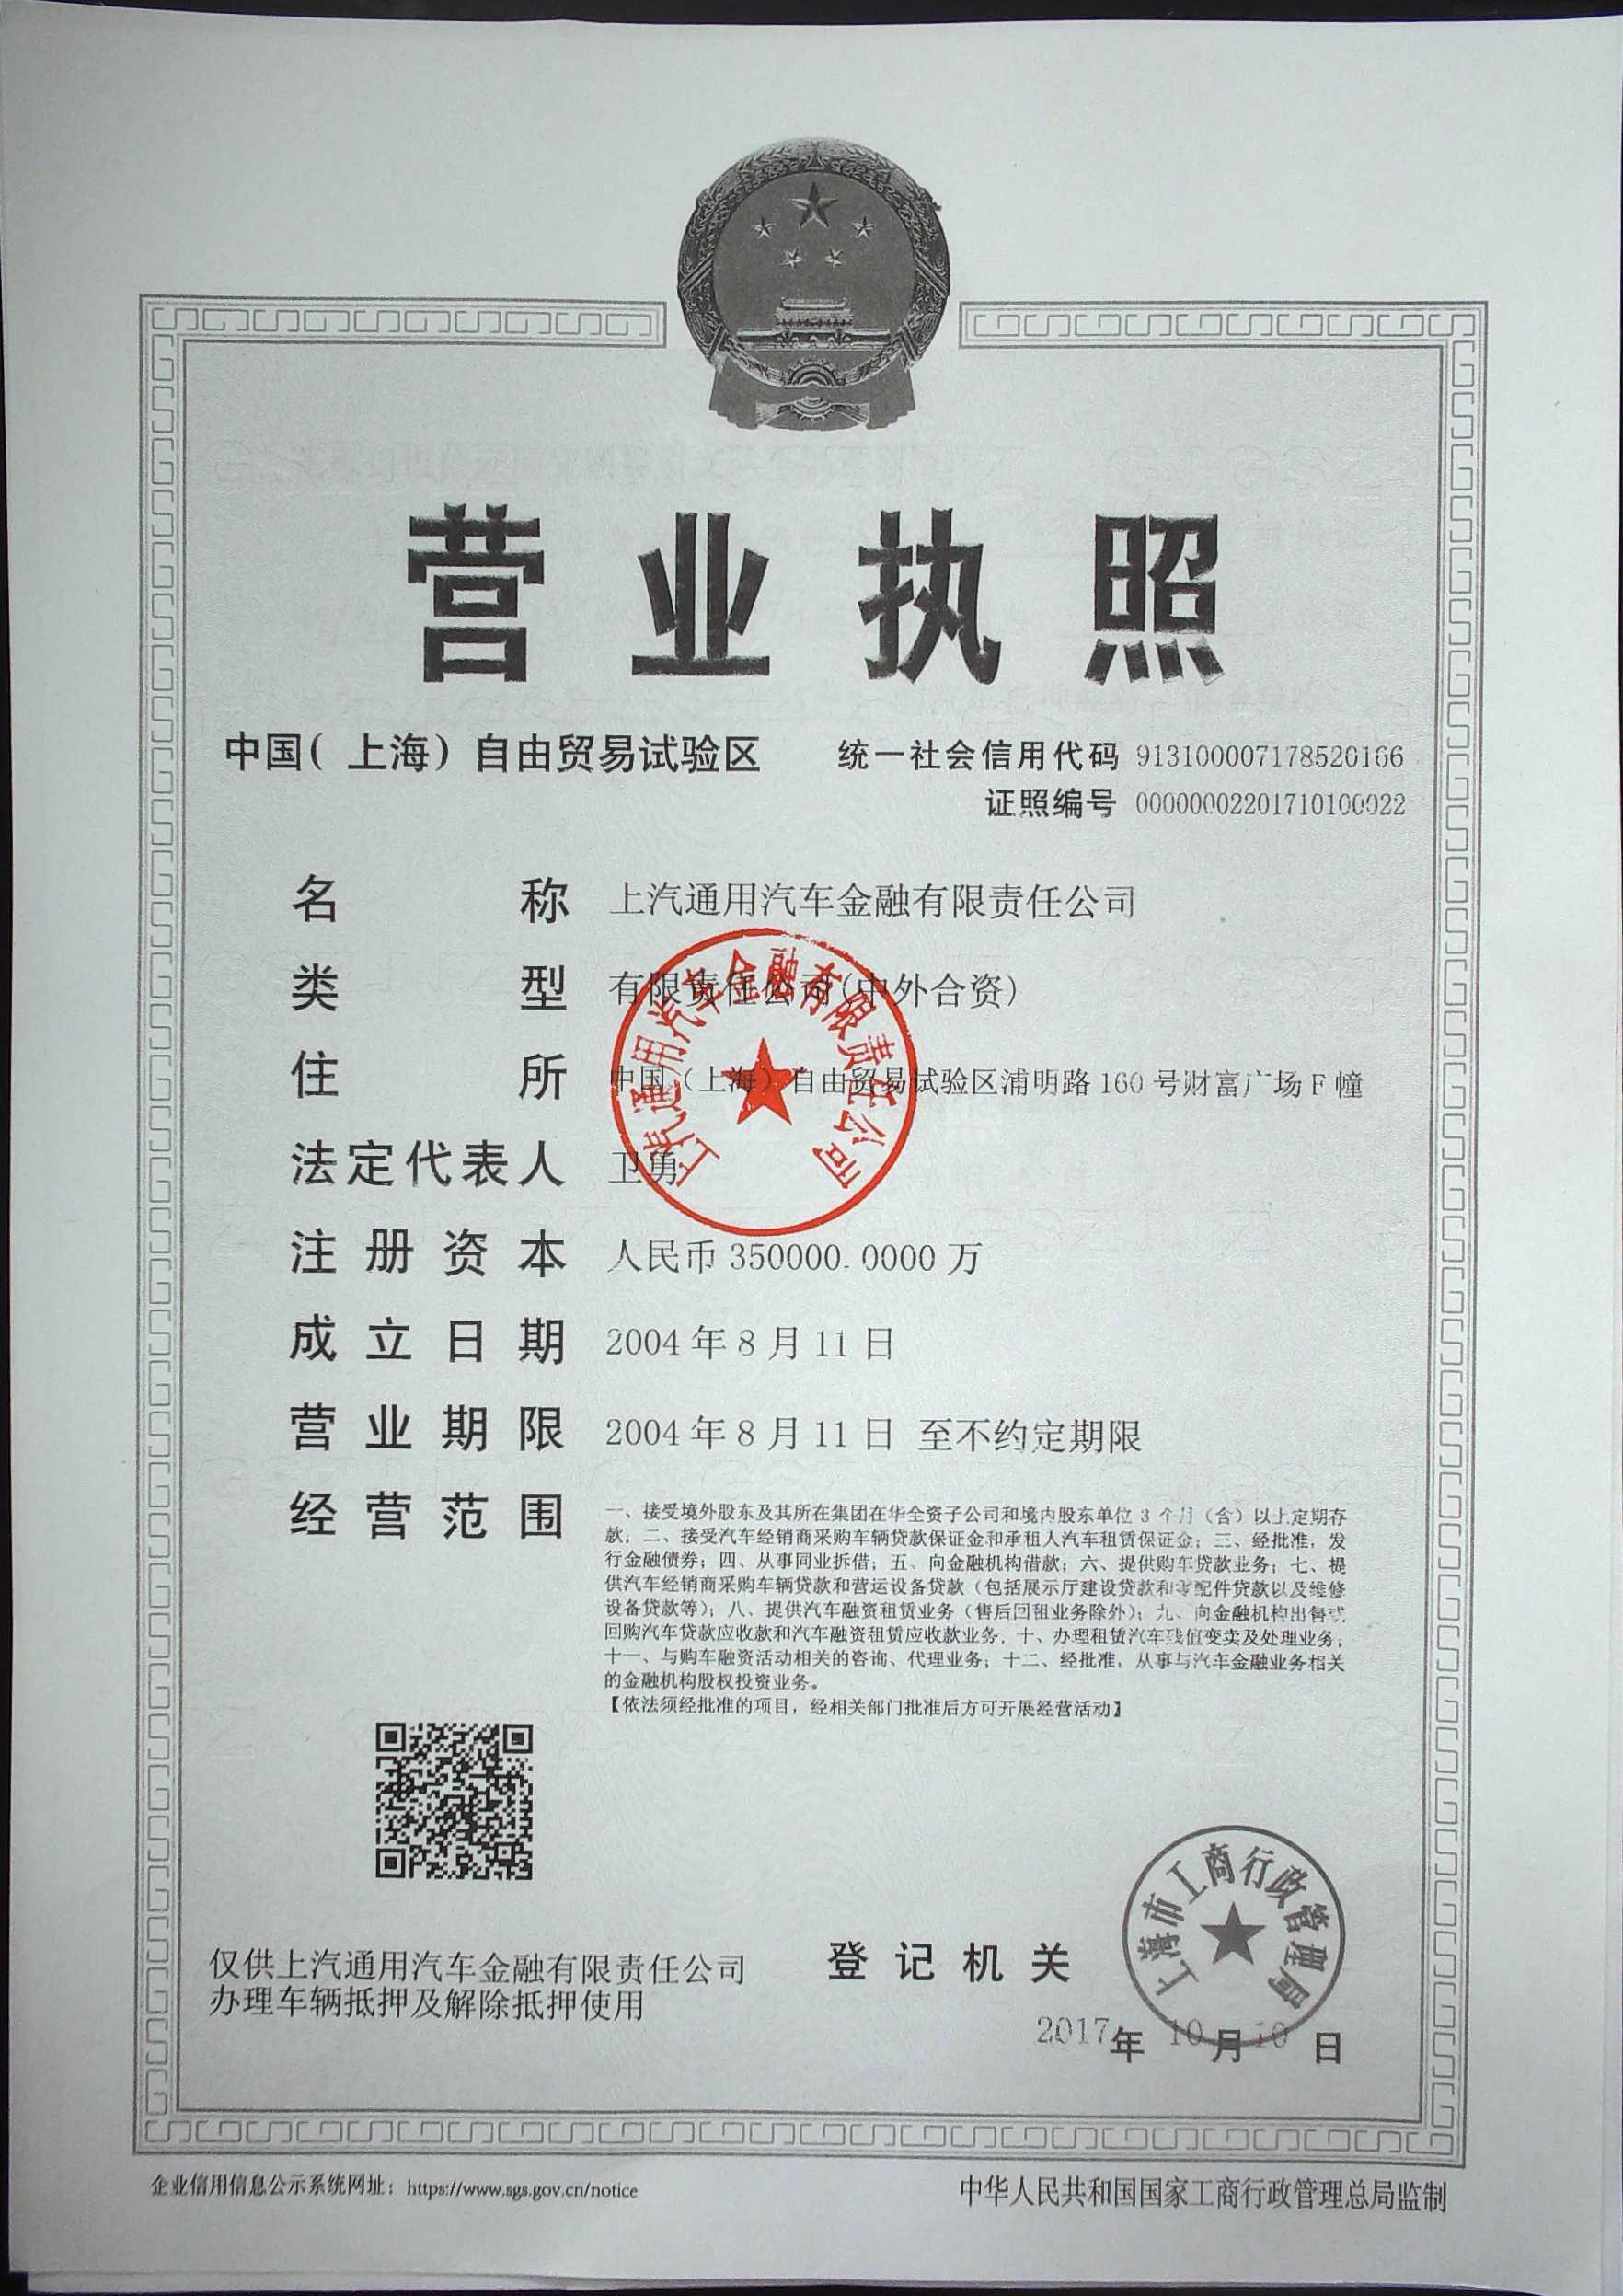 营业执照
中国（上海）自由贸易试验区
统一社会信用代码 913100007178520166
证照编号 00000002201710100022
名称 上汽通用汽车金融有限责任公司
类型 有限责任公司(中外合资)
住所 中国（上海）自由贸易试验区浦明路 160 号财富广场 F 幢
法定代表人 卫勇
注册资本 人民币 350000.0000 万
成立日期 2004 年 8 月 11 日
营业期限 2004 年 8 月 11 日 至不约定期限
经营范围 一、接受境外股东及其所在集团在华全资子公司和境内股东单位 3 个月（含）以上定期存
款；二、接受汽车经销商采购车辆贷款保证金和承租人汽车租赁保证金；三、经批准，发
行金融债券；四、从事同业拆借；五、向金融机构借款；六、提供购车贷款业务；七、提
供汽车经销商采购车辆贷款和营运设备贷款（包括展示厅建设贷款和零配件贷款以及维修
设备贷款等）；八、提供汽车融资租赁业务（售后回租业务除外）；九、向金融机构出售或
回购汽车贷款应收款和汽车融资租赁应收款业务；十、办理租赁汽车残值变卖及处理业务；
十一、与购车融资活动相关的咨询、代理业务；十二、经批准，从事与汽车金融业务相关
的金融机构股权投资业务。
【依法须经批准的项目，经相关部门批准后方可开展经营活动】
上汽通用汽车金融有限责任公司
仅供上汽通用汽车金融有限责任公司
办理车辆抵押及解除抵押使用
登记机关
上海市工商行政管理局
2017年 10月10日
企业信用信息公示系统网址：https://www.sgs.gov.cn/notice
中华人民共和国国家工商行政管理总局监制